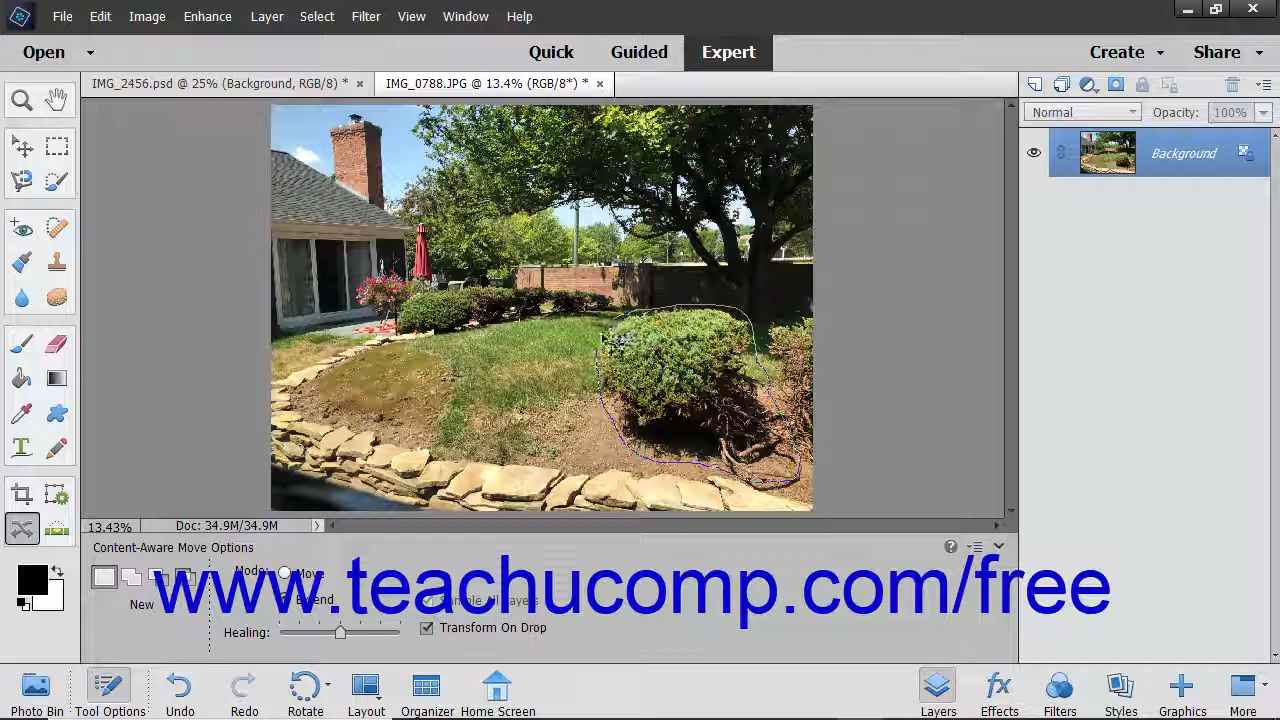 File Edit Image Enhance Layer Select Filter View Window Help
Open Quick Guided Expert Create Share
IMG_2456.psd @ 25% (Background, RGB/8) * × IMG_0788.JPG @ 13.4% (RGB/8*) * ×
Normal Opacity: 100%
Background
13.43% Doc: 34.9M/34.9M
Content-Aware Move Options
Mode: Move
New Extend Sample All Layers
www.teachucomp.com/free
Healing: Transform On Drop
Photo Bin Tool Options Undo Redo Rotate Layout Organizer Home Screen Layers Effects Filters Styles Graphics More